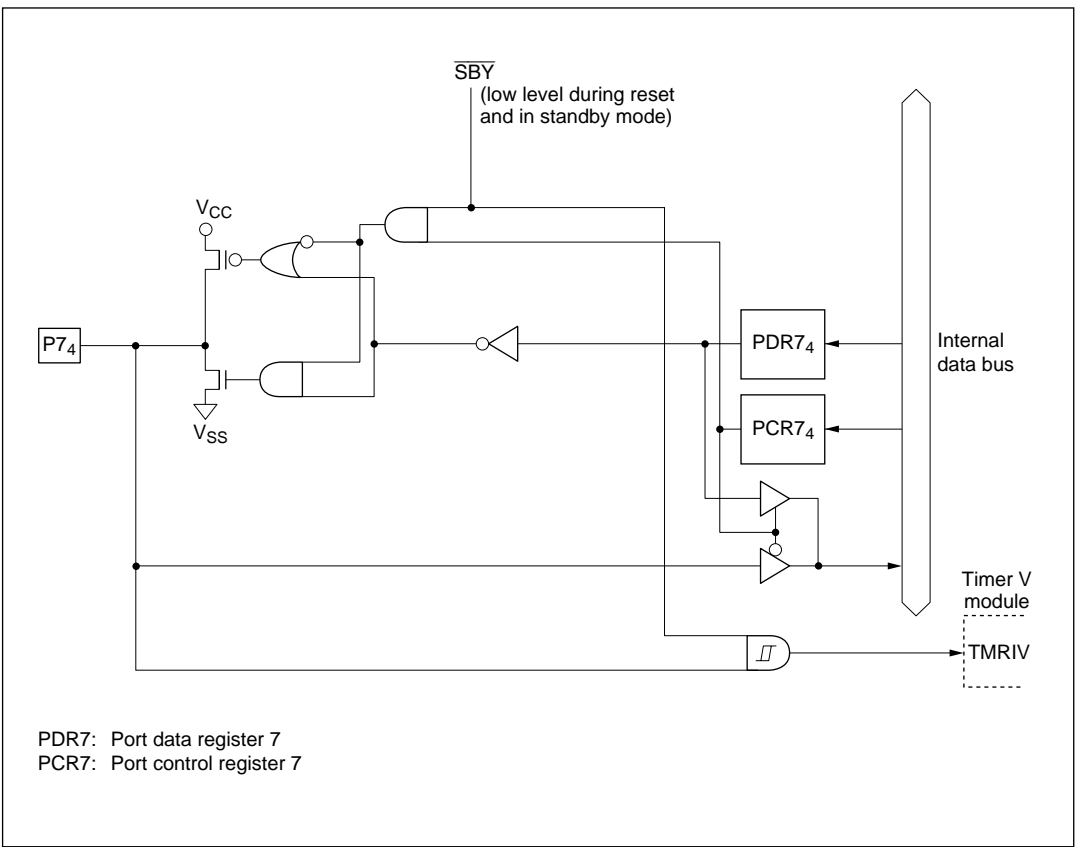 SBY
(low level during reset
and in standby mode)
VCC
P74
VSS
PDR74
PCR74
Internal
data bus
Timer V
module
TMRIV
PDR7: Port data register 7
PCR7: Port control register 7